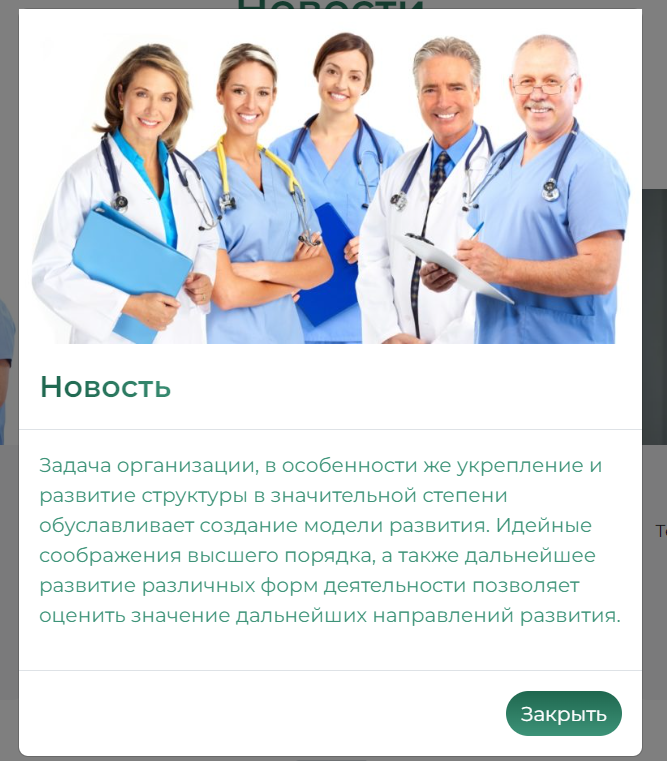 Новости
Новость
Задача организации, в особенности же укрепление и
развитие структуры в значительной степени
обуславливает создание модели развития. Идейные
соображения высшего порядка, а также дальнейшее
развитие различных форм деятельности позволяет
оценить значение дальнейших направлений развития.
Закрыть